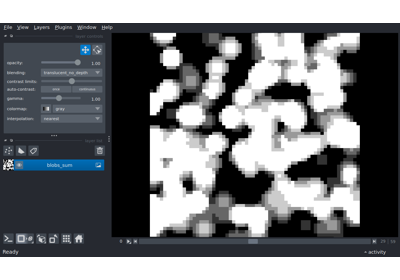 File View Layers Plugins Window Help
opacity: 1.00
blending: translucent_no_depth
contrast limits:
auto-contrast: once continuous
gamma: 1.00
colormap: gray
interpolation: nearest
blobs_sum
Ready
activity